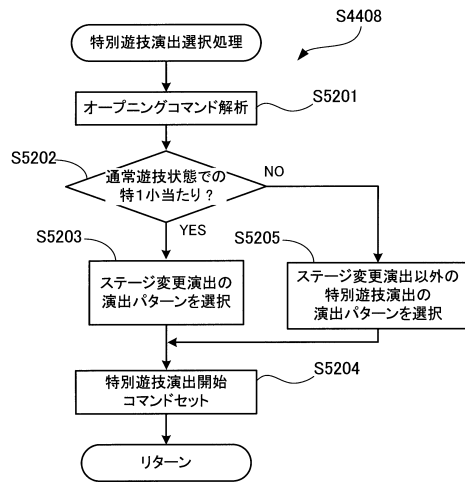 S4408
特別遊技演出選択処理
オープニングコマンド解析
S5201
S5202
通常遊技状態での
特1小当たり？
NO
YES
S5203
S5205
ステージ変更演出の
演出パターンを選択
ステージ変更演出以外の
特別遊技演出の
演出パターンを選択
S5204
特別遊技演出開始
コマンドセット
リターン